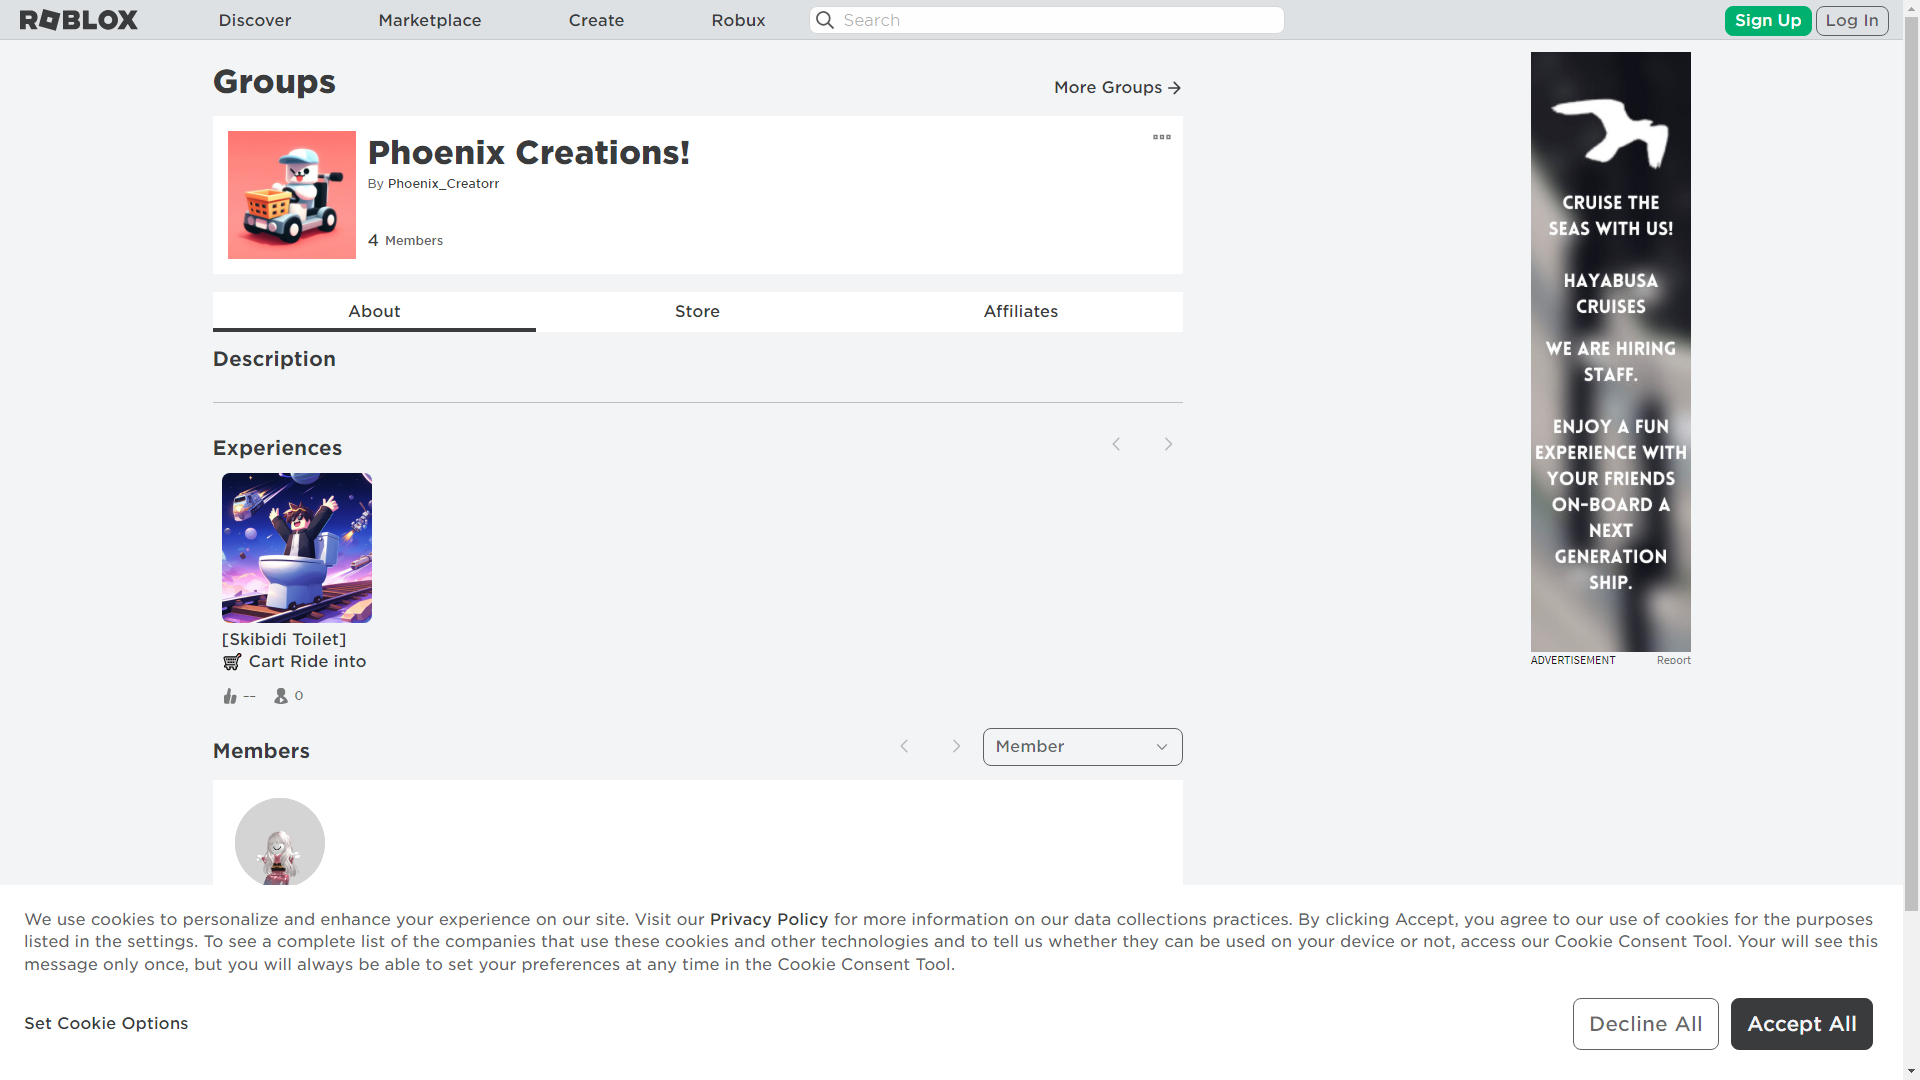 ROBLOX
Discover
Marketplace
Create
Robux
Search
Sign Up
Log In
Groups
More Groups
Phoenix Creations!
By Phoenix_Creatorr
4 Members
About
Store
Affiliates
Description
Experiences
[Skibidi Toilet]
🛒 Cart Ride into
--
0
Members
Member
CRUISE THE
SEAS WITH US!
HAYABUSA
CRUISES
WE ARE HIRING
STAFF.
ENJOY A FUN
EXPERIENCE WITH
YOUR FRIENDS
ON-BOARD A
NEXT
GENERATION
SHIP.
ADVERTISEMENT
Report
We use cookies to personalize and enhance your experience on our site. Visit our Privacy Policy for more information on our data collections practices. By clicking Accept, you agree to our use of cookies for the purposes
listed in the settings. To see a complete list of the companies that use these cookies and other technologies and to tell us whether they can be used on your device or not, access our Cookie Consent Tool. Your will see this
message only once, but you will always be able to set your preferences at any time in the Cookie Consent Tool.
Set Cookie Options
Decline All
Accept All